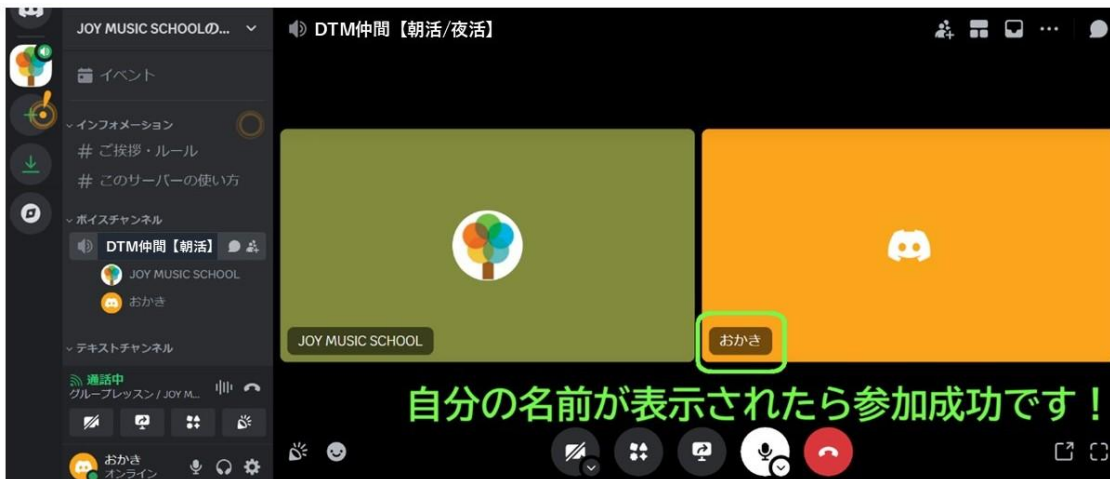 JOY MUSIC SCHOOLの...
DTM仲間【朝活/夜活】
イベント
インフォメーション
# ご挨拶・ルール
# このサーバーの使い方
ボイスチャンネル
DTM仲間【朝活】
JOY MUSIC SCHOOL
おかき
テキストチャンネル
通話中
グループレッスン / JOY M...
おかき
オンライン
JOY MUSIC SCHOOL
おかき
自分の名前が表示されたら参加成功です！